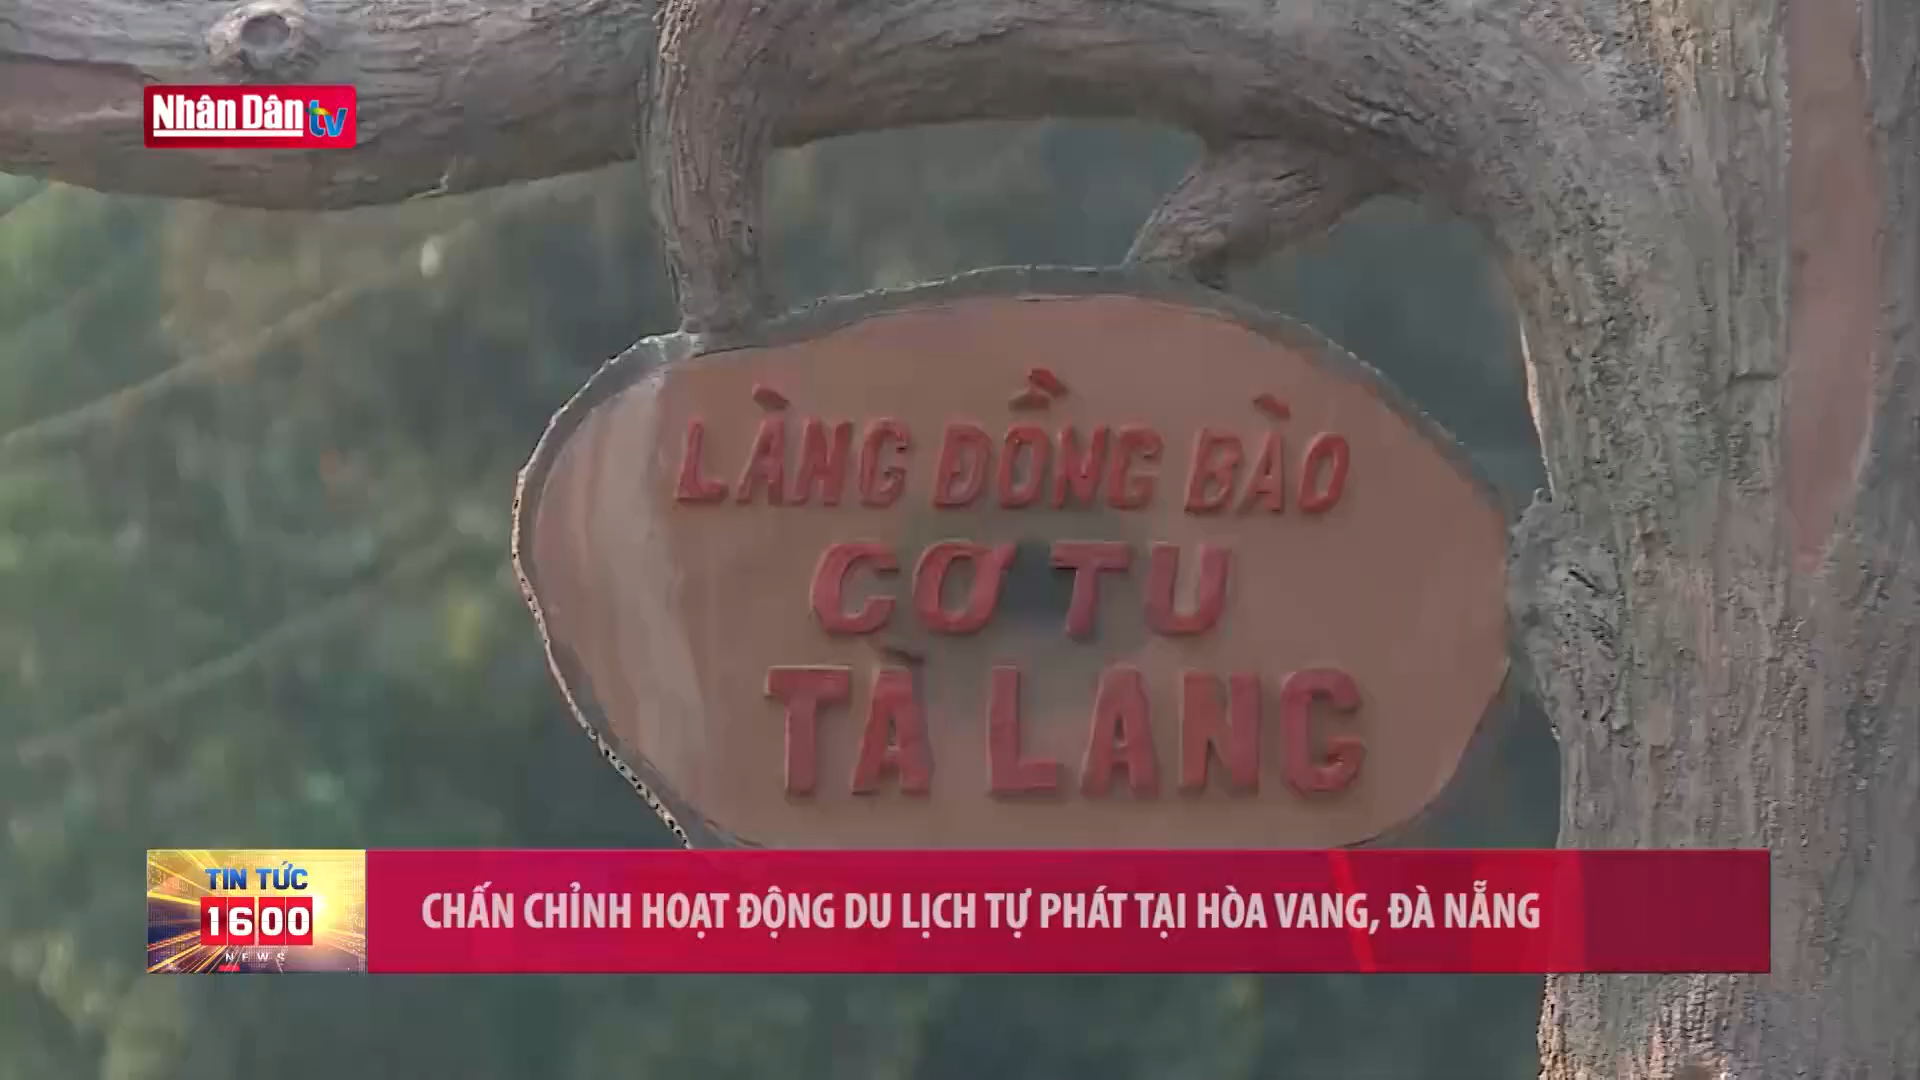 Nhân Dân tv
LÀNG ĐỒNG BÀO
CƠ TU
TÀ LANG
TIN TỨC
1600
NEWS
CHẤN CHỈNH HOẠT ĐỘNG DU LỊCH TỰ PHÁT TẠI HÒA VANG, ĐÀ NẴNG